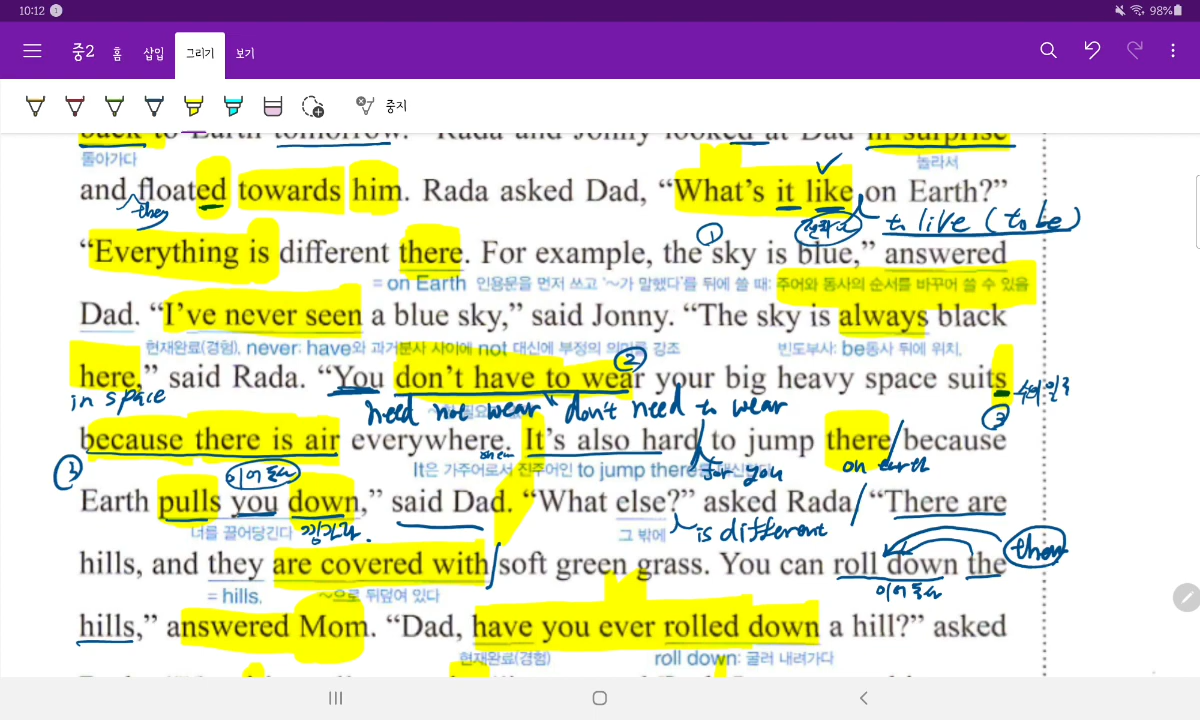 10:12 1 98%
중2 홈 삽입 그리기 보기
중지
back to Earth tomorrow.” Rada and Jonny looked at Dad in surprise
돌아가다 놀라서
and floated towards him. Rada asked Dad, “What’s it like on Earth?”
they 전치사 to live (to be)
①
“Everything is different there. For example, the sky is blue,” answered
= on Earth 인용문을 먼저 쓰고 ‘~가 말했다’를 뒤에 쓸 때: 주어와 동사의 순서를 바꾸어 쓸 수 있음
Dad. “I’ve never seen a blue sky,” said Jonny. “The sky is always black
현재완료(경험), never: have와 과거분사 사이에 not 대신에 부정의 의미를 강조 빈도부사: be동사 뒤에 위치,
②
here,” said Rada. “You don’t have to wear your big heavy space suits
in space need not wear don't need to wear 수의 일치
③
because there is air everywhere. It’s also hard to jump there because
③ 이어동사 It은 가주어로서 진주어인 to jump there를 for you on earth
Earth pulls you down,” said Dad. “What else?” asked Rada “There are
너를 끌어당긴다 그 밖에 is different them
hills, and they are covered with soft green grass. You can roll down the
= hills. ~으로 뒤덮여 있다 이어동사
hills,” answered Mom. “Dad, have you ever rolled down a hill?” asked
현재완료(경험) roll down: 굴러 내려가다